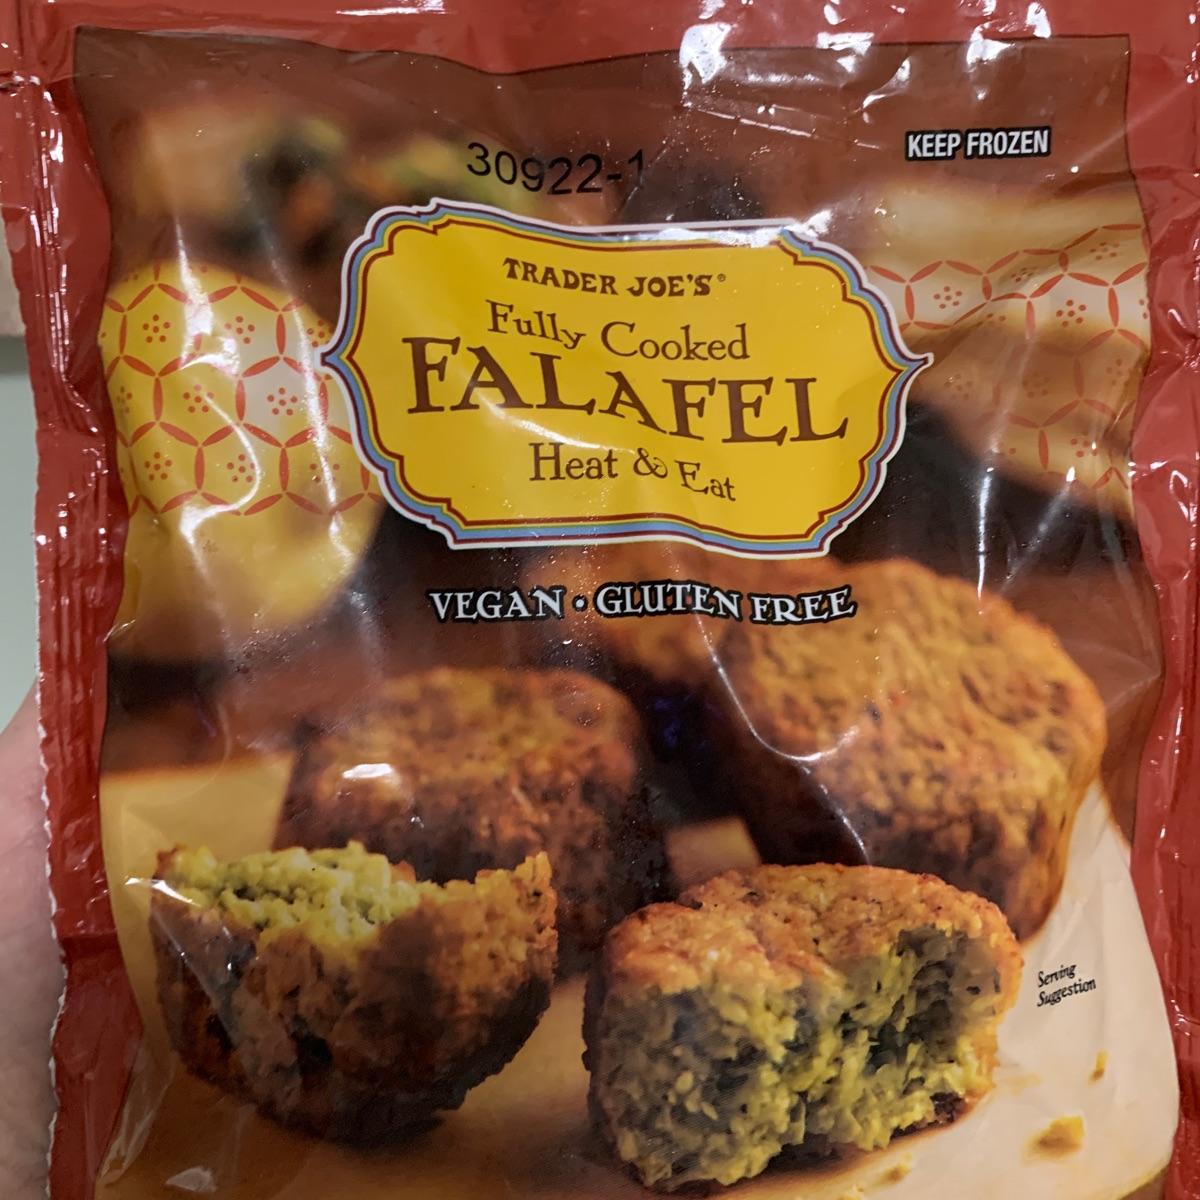 30922-1
KEEP FROZEN
TRADER JOE'S®
Fully Cooked
FALAFEL
Heat & Eat
VEGAN • GLUTEN FREE
Serving
Suggestion